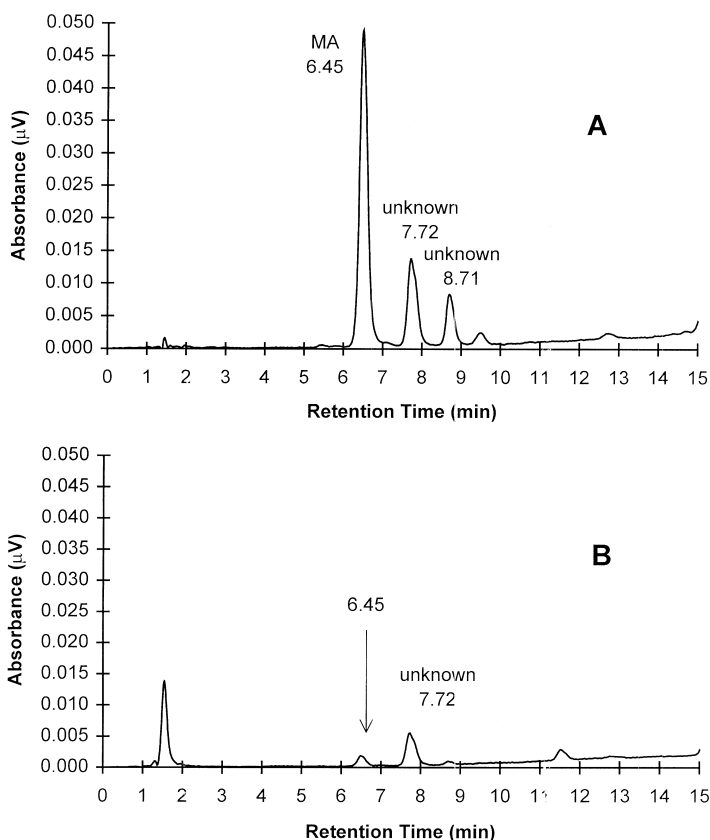 0.050
0.045
0.040
0.035
0.030
0.025
0.020
0.015
0.010
0.005
0.000
Absorbance (μV)
MA
6.45
A
unknown
7.72
unknown
8.71
0 1 2 3 4 5 6 7 8 9 10 11 12 13 14 15
Retention Time (min)
0.050
0.045
0.040
0.035
0.030
0.025
0.020
0.015
0.010
0.005
0.000
Absorbance (μV)
B
6.45
unknown
7.72
0 1 2 3 4 5 6 7 8 9 10 11 12 13 14 15
Retention Time (min)